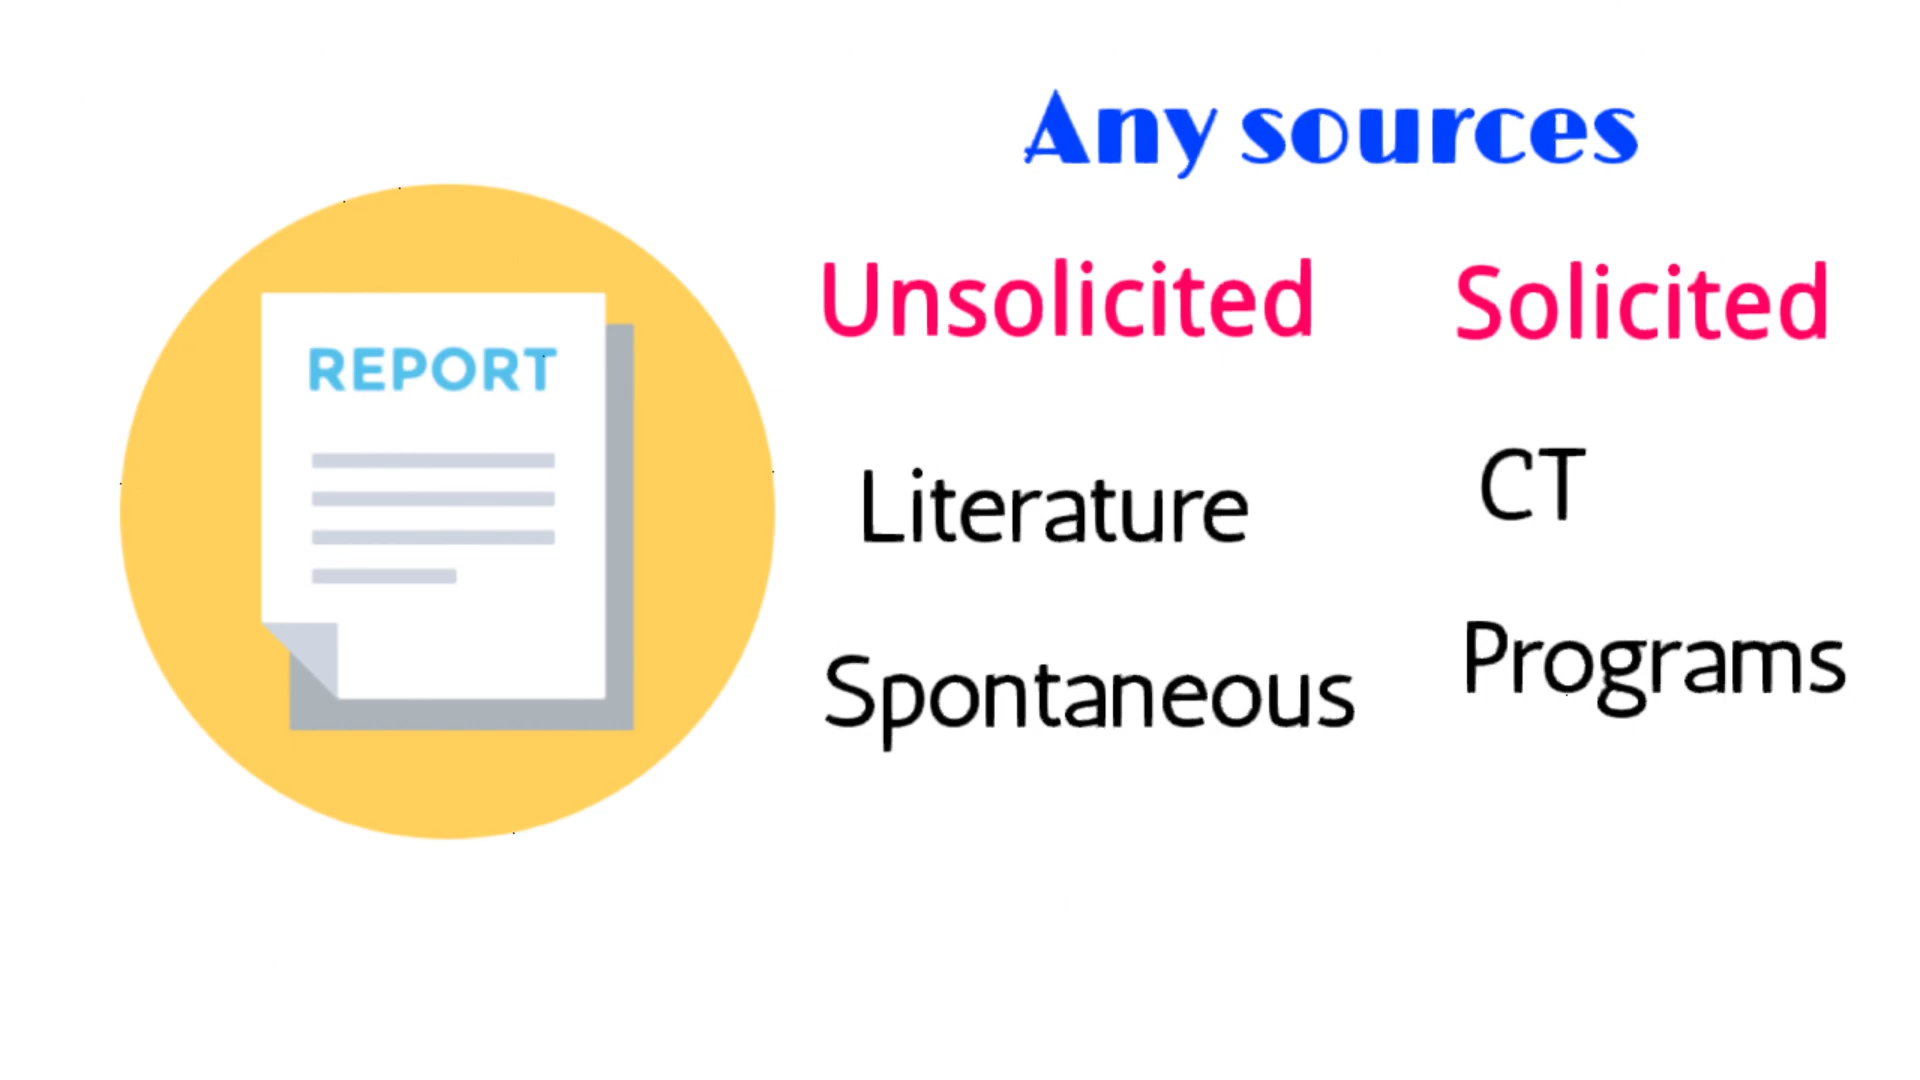 Any sources
Unsolicited
Solicited
REPORT
Literature
CT
Spontaneous
Programs